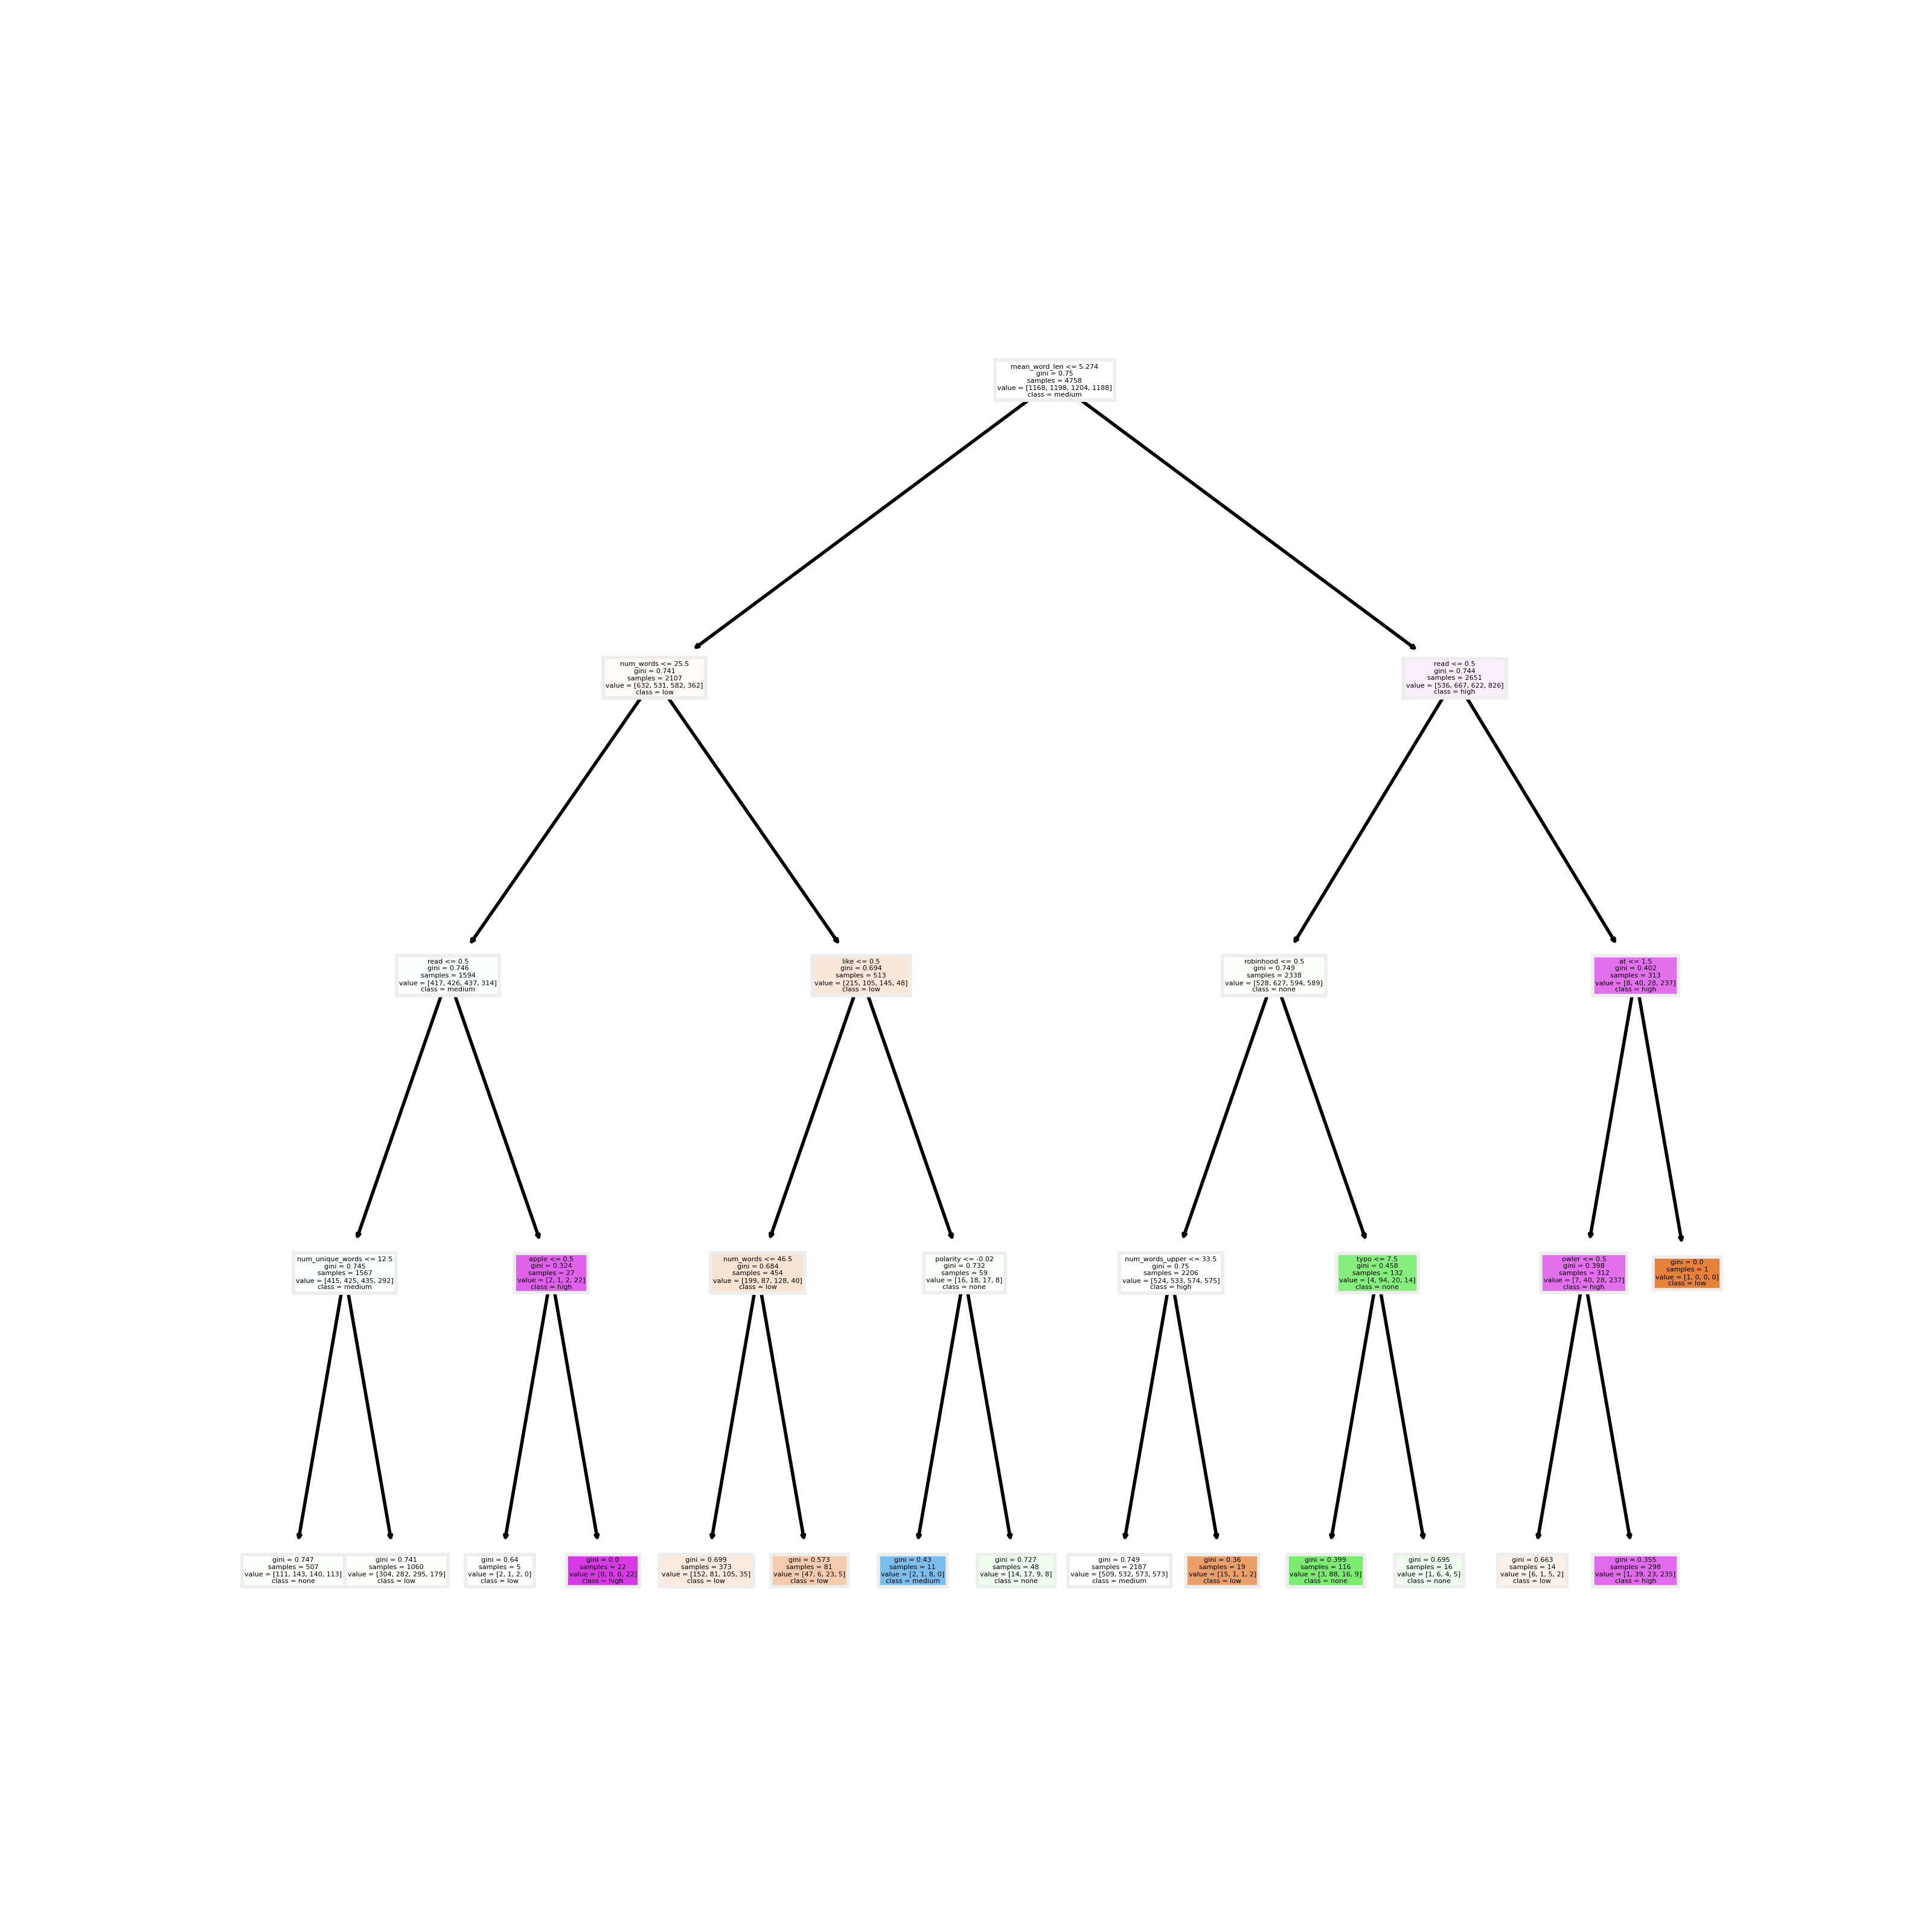 mean_word_len <= 5.274
gini = 0.75
samples = 4758
value = [1168, 1198, 1204, 1188]
class = medium
num_words <= 25.5
gini = 0.741
samples = 2107
value = [632, 531, 582, 362]
class = low
read <= 0.5
gini = 0.744
samples = 2651
value = [536, 667, 622, 826]
class = high
read <= 0.5
gini = 0.746
samples = 1594
value = [417, 426, 437, 314]
class = medium
like <= 0.5
gini = 0.694
samples = 513
value = [215, 105, 145, 48]
class = low
robinhood <= 0.5
gini = 0.749
samples = 2338
value = [528, 627, 594, 589]
class = none
at <= 1.5
gini = 0.402
samples = 313
value = [8, 40, 28, 237]
class = high
num_unique_words <= 12.5
gini = 0.745
samples = 1567
value = [415, 425, 435, 292]
class = medium
apple <= 0.5
gini = 0.324
samples = 27
value = [2, 1, 2, 22]
class = high
num_words <= 46.5
gini = 0.684
samples = 454
value = [199, 87, 128, 40]
class = low
polarity <= -0.02
gini = 0.732
samples = 59
value = [16, 18, 17, 8]
class = none
num_words_upper <= 33.5
gini = 0.75
samples = 2206
value = [524, 533, 574, 575]
class = high
typo <= 7.5
gini = 0.458
samples = 132
value = [4, 94, 20, 14]
class = none
owler <= 0.5
gini = 0.398
samples = 312
value = [7, 40, 28, 237]
class = high
gini = 0.0
samples = 1
value = [1, 0, 0, 0]
class = low
gini = 0.747
samples = 507
value = [111, 143, 140, 113]
class = none
gini = 0.741
samples = 1060
value = [304, 282, 295, 179]
class = low
gini = 0.64
samples = 5
value = [2, 1, 2, 0]
class = low
gini = 0.0
samples = 22
value = [0, 0, 0, 22]
class = high
gini = 0.699
samples = 373
value = [152, 81, 105, 35]
class = low
gini = 0.573
samples = 81
value = [47, 6, 23, 5]
class = low
gini = 0.43
samples = 11
value = [2, 1, 8, 0]
class = medium
gini = 0.727
samples = 48
value = [14, 17, 9, 8]
class = none
gini = 0.749
samples = 2187
value = [509, 532, 573, 573]
class = medium
gini = 0.36
samples = 19
value = [15, 1, 1, 2]
class = low
gini = 0.399
samples = 116
value = [3, 88, 16, 9]
class = none
gini = 0.695
samples = 16
value = [1, 6, 4, 5]
class = none
gini = 0.663
samples = 14
value = [6, 1, 5, 2]
class = low
gini = 0.355
samples = 298
value = [1, 39, 23, 235]
class = high